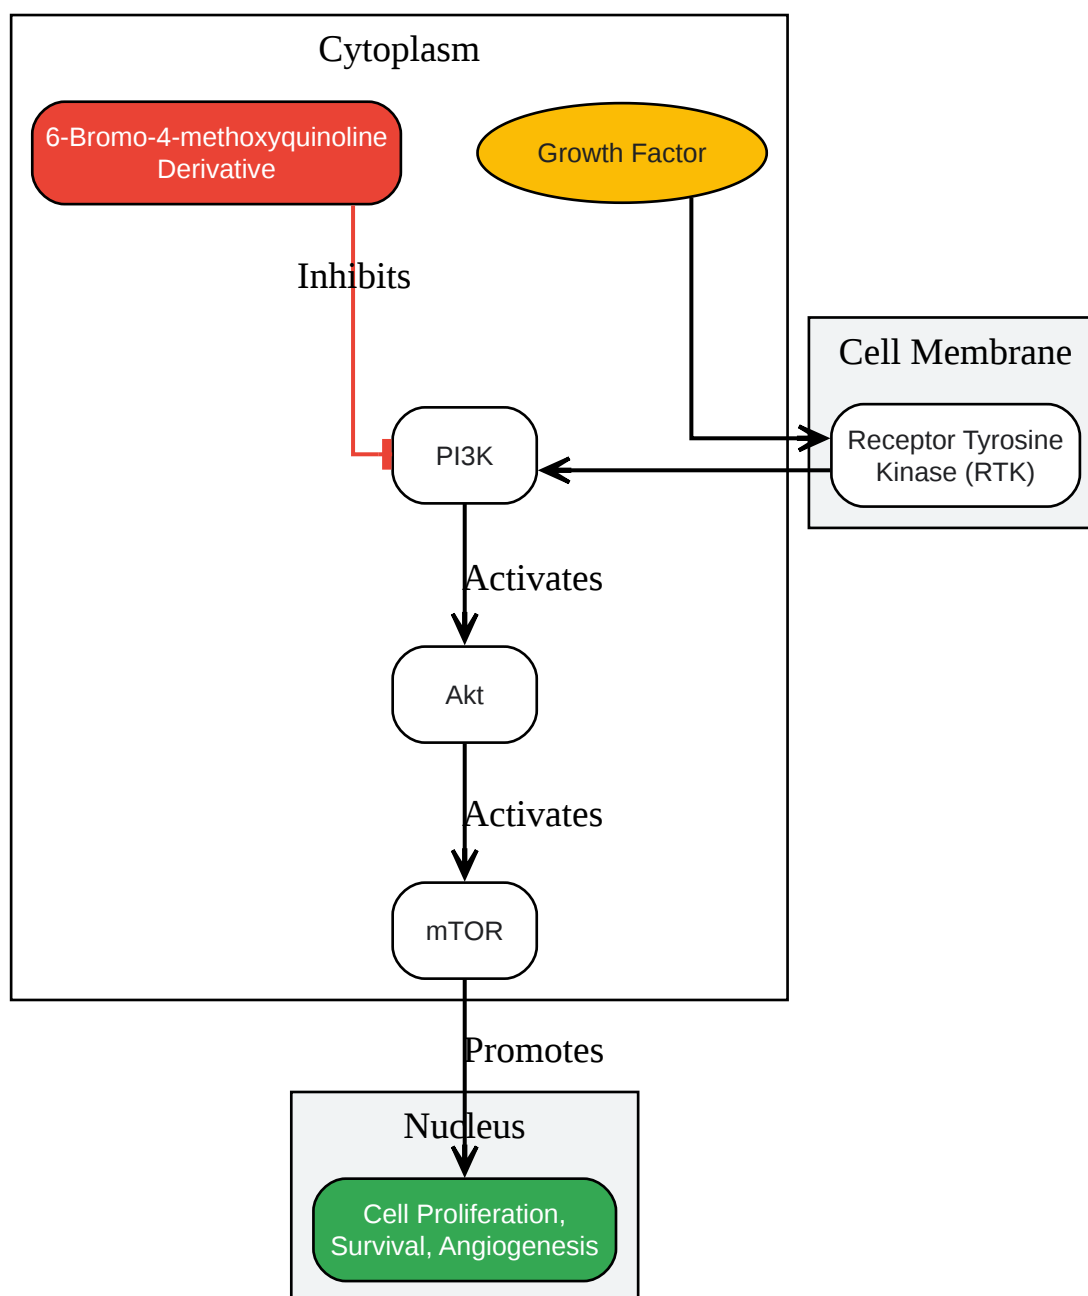 Cytoplasm
6-Bromo-4-methoxyquinoline
Derivative
Growth Factor
Inhibits
Cell Membrane
Receptor Tyrosine
Kinase (RTK)
PI3K
Activates
Akt
Activates
mTOR
Promotes
Nucleus
Cell Proliferation,
Survival, Angiogenesis